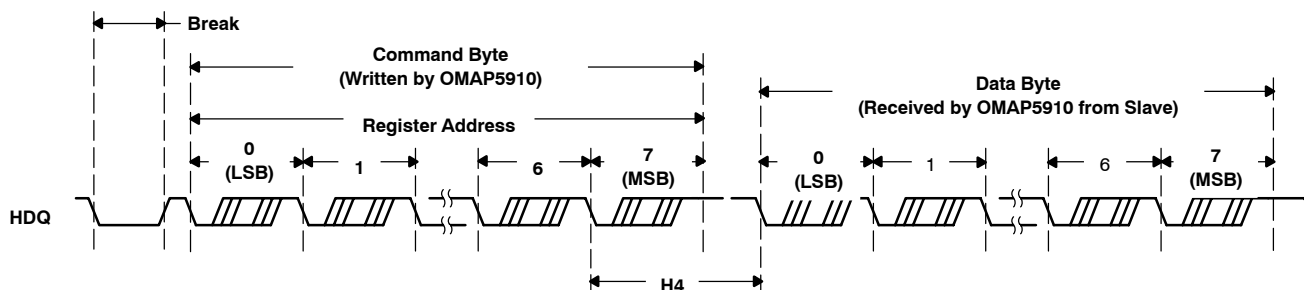 Break
Command Byte
(Written by OMAP5910)
Data Byte
(Received by OMAP5910 from Slave)
Register Address
0
(LSB)
1
6
7
(MSB)
0
(LSB)
1
6
7
(MSB)
HDQ
H4